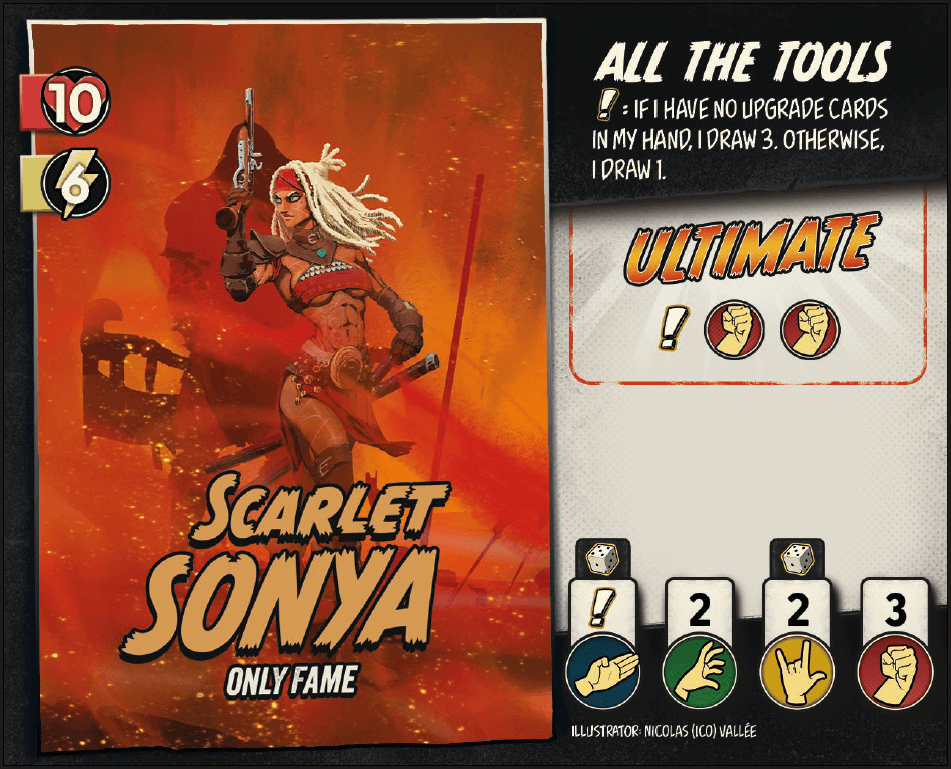 10
6
SCARLET
SONYA
ONLY FAME
ALL THE TOOLS
! : IF I HAVE NO UPGRADE CARDS
IN MY HAND, I DRAW 3. OTHERWISE,
I DRAW 1.
ULTIMATE
!
! 2 2 3
ILLUSTRATOR: NICOLAS (ICO) VALLÉE